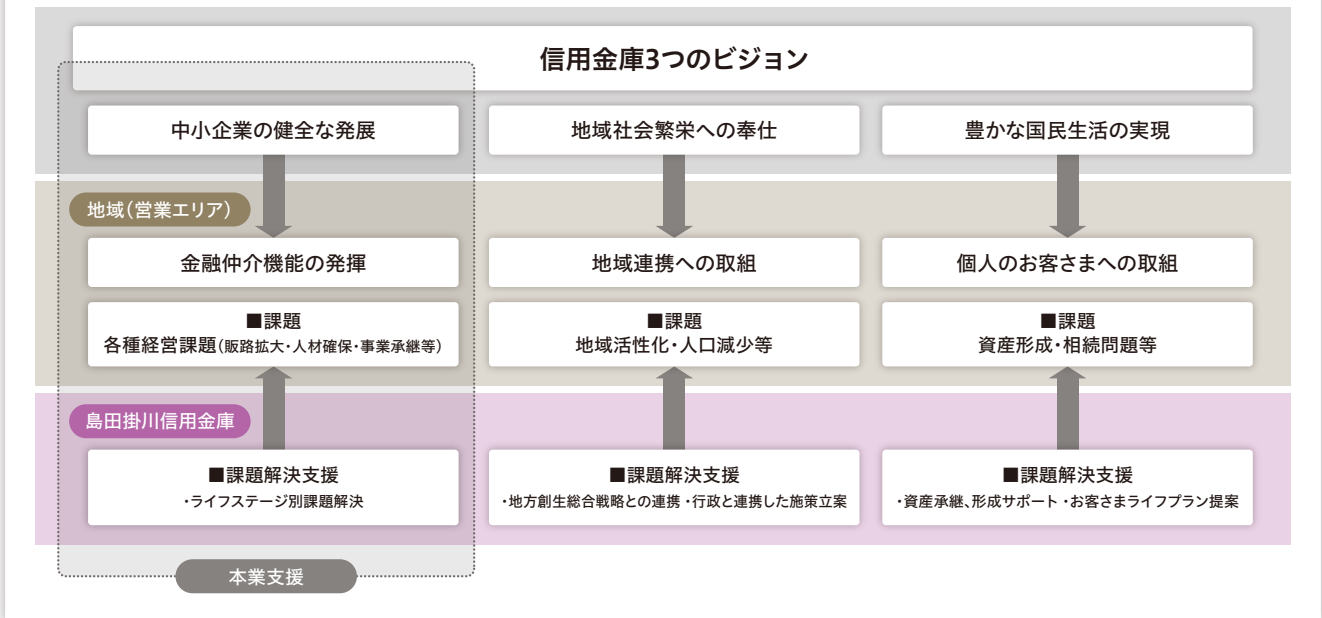 信用金庫3つのビジョン
中小企業の健全な発展
地域社会繁栄への奉仕
豊かな国民生活の実現
地域(営業エリア)
金融仲介機能の発揮
地域連携への取組
個人のお客さまへの取組
■課題
各種経営課題(販路拡大・人材確保・事業承継等)
■課題
地域活性化・人口減少等
■課題
資産形成・相続問題等
島田掛川信用金庫
■課題解決支援
・ライフステージ別課題解決
■課題解決支援
・地方創生総合戦略との連携 ・行政と連携した施策立案
■課題解決支援
・資産承継、形成サポート ・お客さまライフプラン提案
本業支援